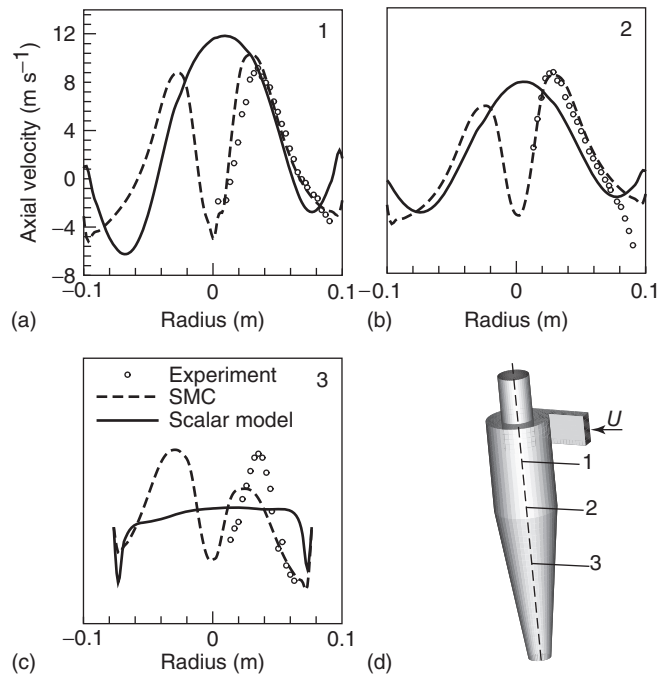 1
12
8
4
0
−4
−8
Axial velocity (m s⁻¹)
−0.1
0
0.1
Radius (m)
(a)
2
−0.1
0
0.1
Radius (m)
(b)
3
Experiment
SMC
Scalar model
−0.1
0
0.1
Radius (m)
(c)
U
1
2
3
(d)